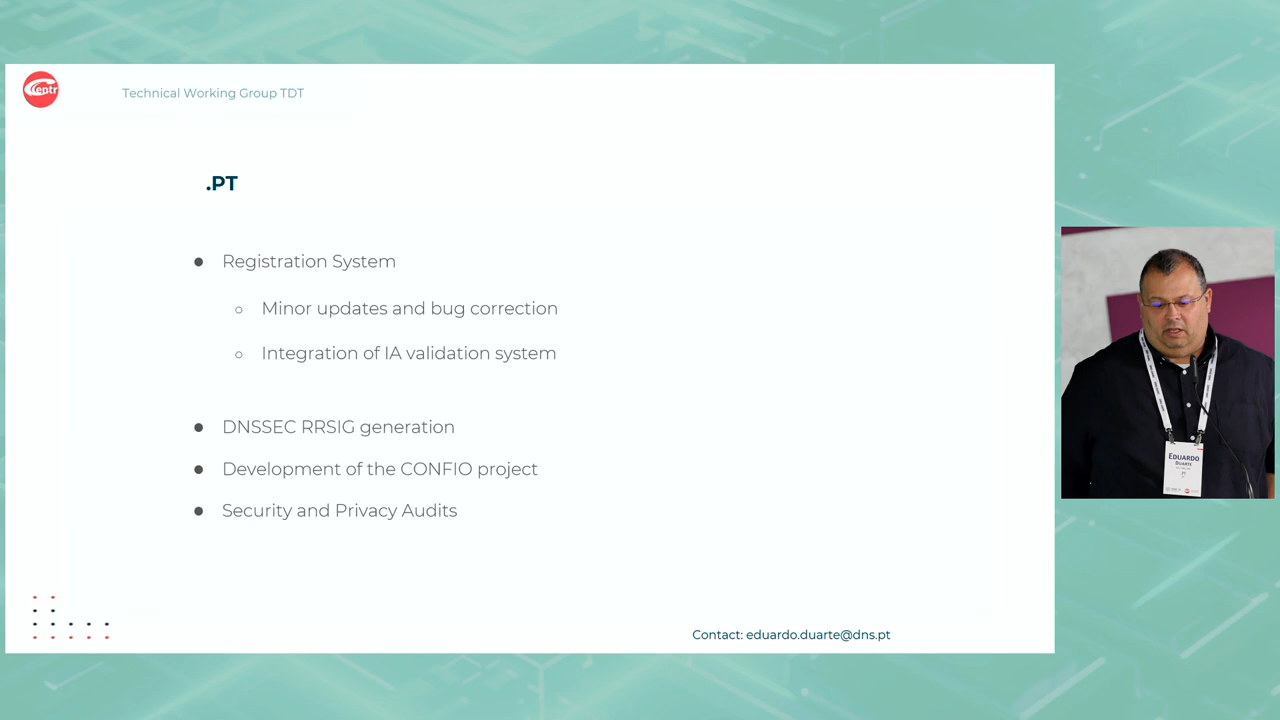 Centr
Technical Working Group TDT
.PT
● Registration System
○ Minor updates and bug correction
○ Integration of IA validation system
● DNSSEC RRSIG generation
● Development of the CONFIO project
● Security and Privacy Audits
Contact: eduardo.duarte@dns.pt
EDUARDO
DUARTE